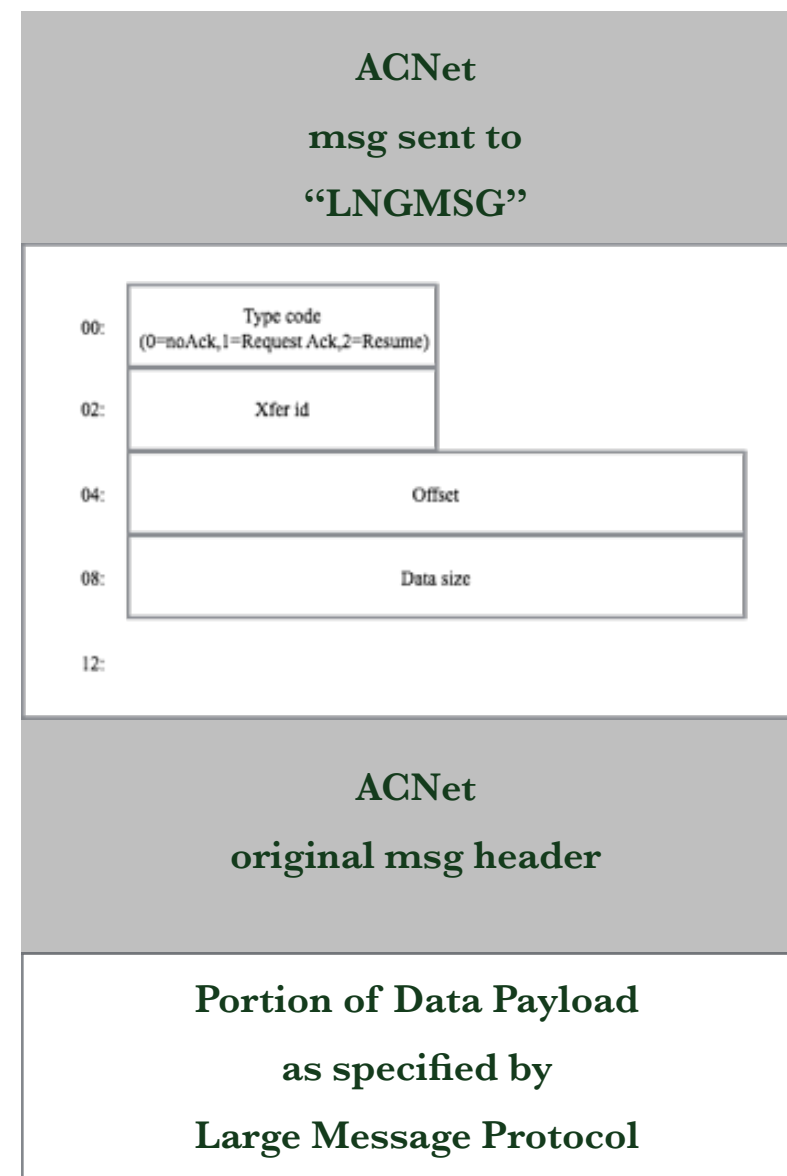 ACNet
msg sent to
“LNGMSG”
00:
Type code
(0=noAck,1=Request Ack,2=Resume)
02:
Xfer id
04:
Offset
08:
Data size
12:
ACNet
original msg header
Portion of Data Payload
as specified by
Large Message Protocol